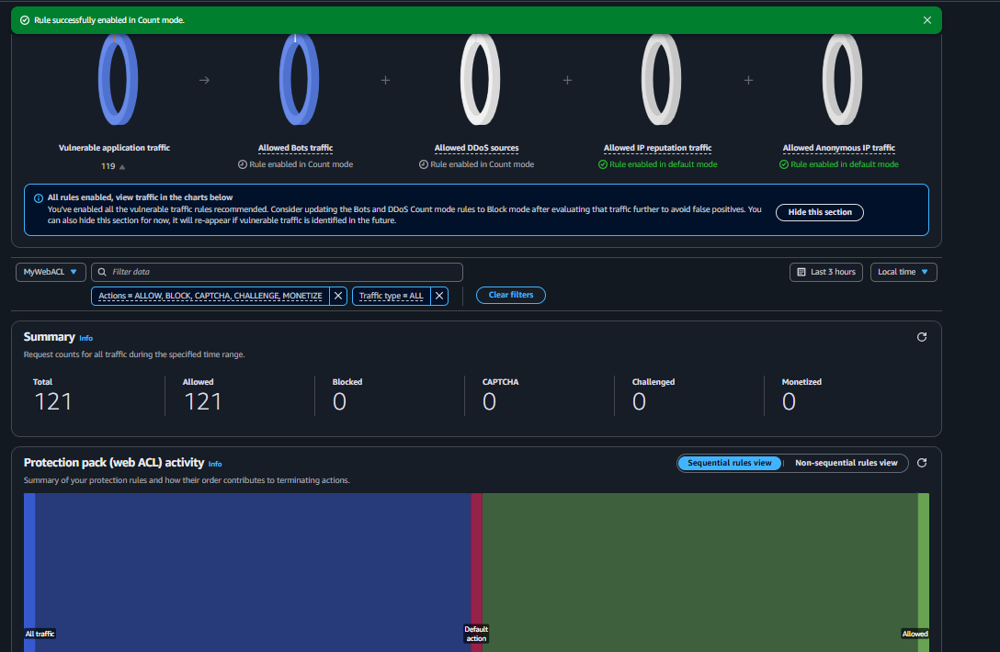 Rule successfully enabled in Count mode.
Vulnerable application traffic
119
Allowed Bots traffic
Rule enabled in Count mode
Allowed DDoS sources
Rule enabled in Count mode
Allowed IP reputation traffic
Rule enabled in default mode
Allowed Anonymous IP traffic
Rule enabled in default mode
All rules enabled, view traffic in the charts below
You've enabled all the vulnerable traffic rules recommended. Consider updating the Bots and DDoS Count mode rules to Block mode after evaluating that traffic further to avoid false positives. You
can also hide this section for now, it will re-appear if vulnerable traffic is identified in the future.
Hide this section
MyWebACL
Filter data
Last 3 hours
Local time
Actions = ALLOW, BLOCK, CAPTCHA, CHALLENGE, MONETIZE
Traffic type = ALL
Clear filters
Summary Info
Request counts for all traffic during the specified time range.
Total
121
Allowed
121
Blocked
0
CAPTCHA
0
Challenged
0
Monetized
0
Protection pack (web ACL) activity Info
Sequential rules view
Non-sequential rules view
Summary of your protection rules and how their order contributes to terminating actions.
All traffic
Default
action
Allowed